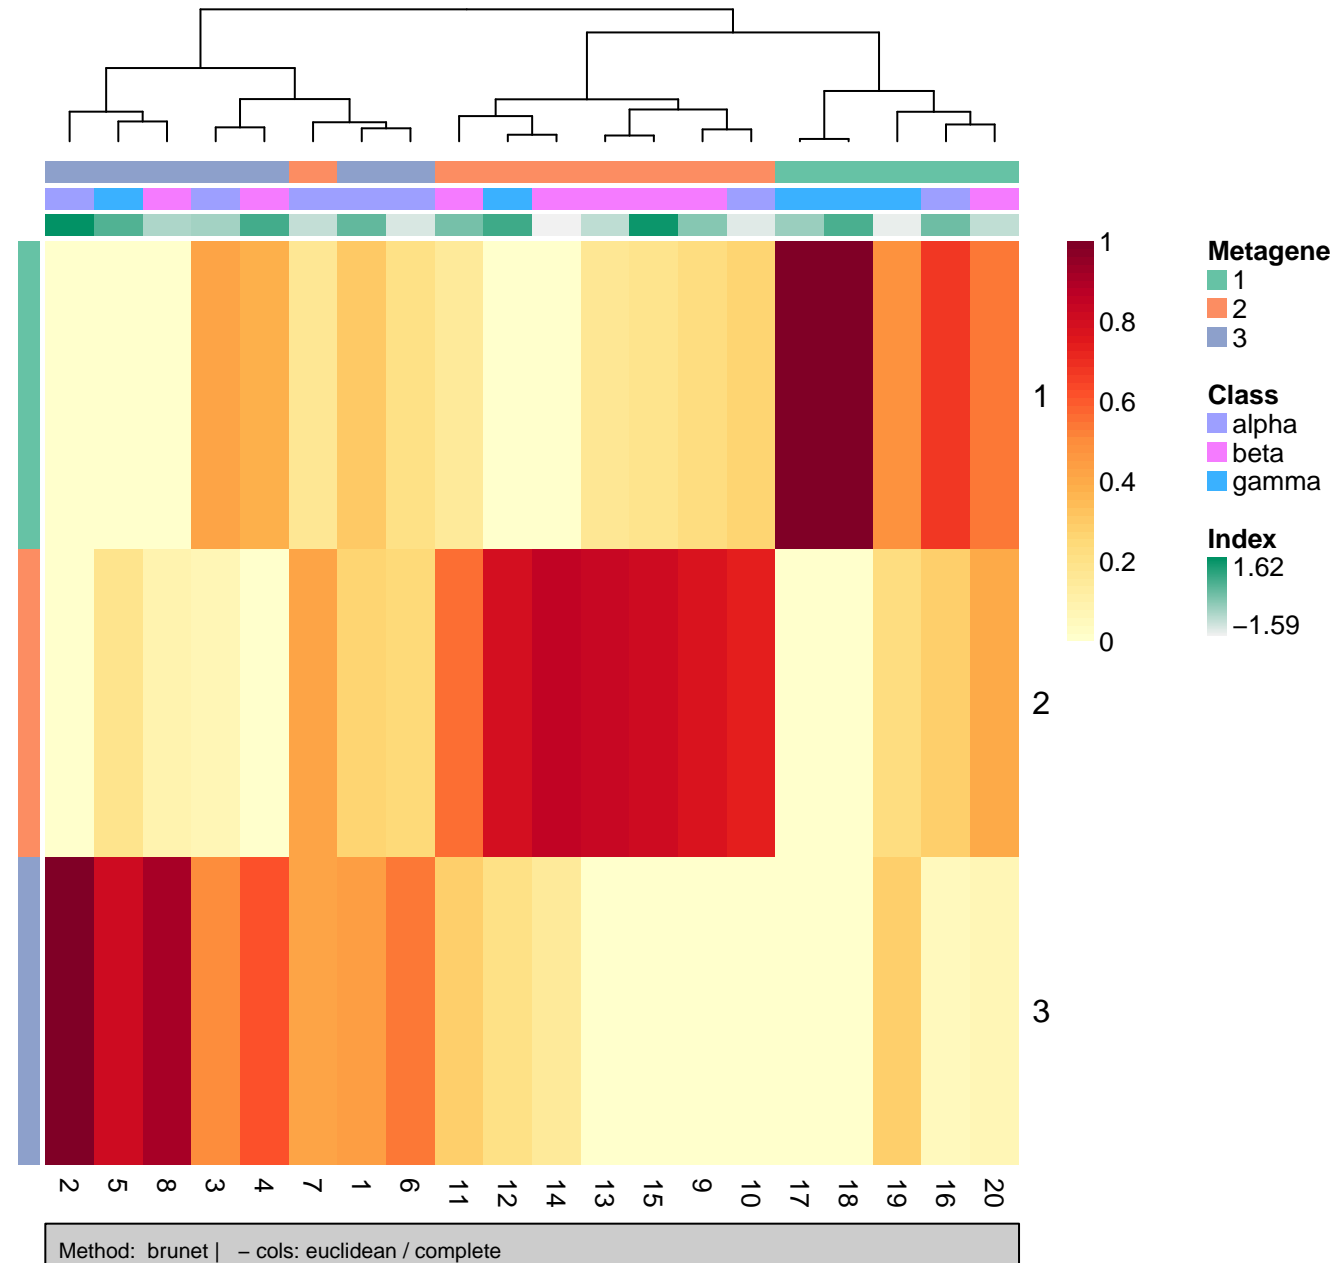 1
0.8
0.6
0.4
0.2
0
Metagene
1
2
3
Class
alpha
beta
gamma
Index
1.62
−1.59
1
2
3
2 5 8 3 4 7 1 6 11 12 14 13 15 9 10 17 18 19 16 20
Method: brunet | − cols: euclidean / complete